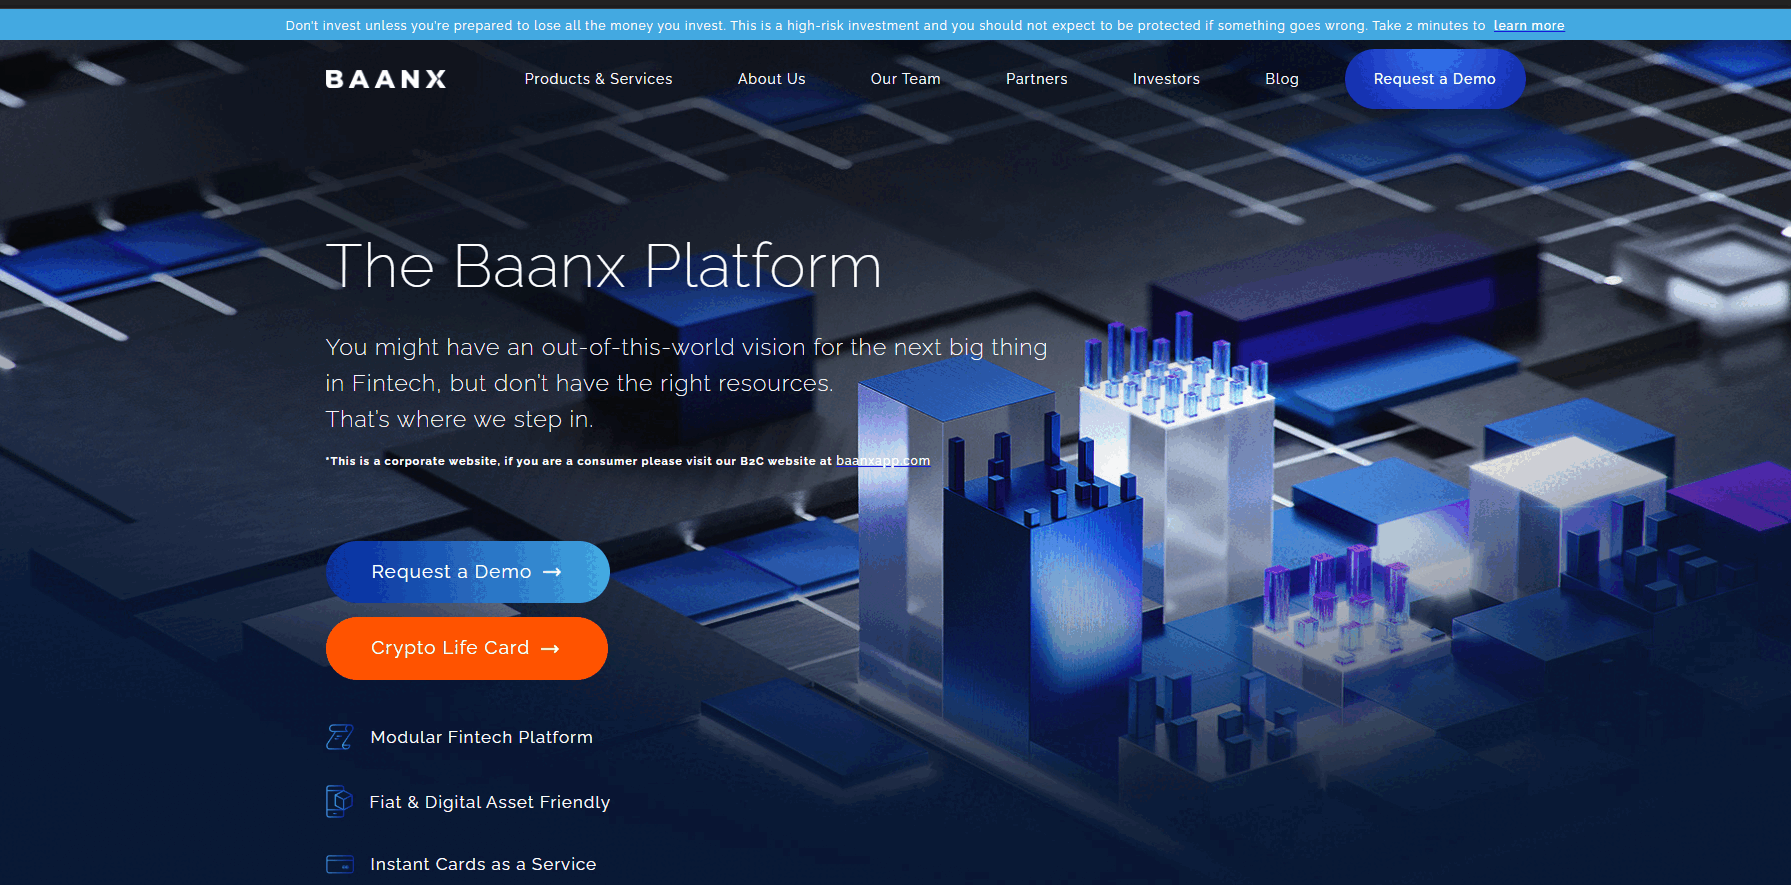 Don't invest unless you're prepared to lose all the money you invest. This is a high-risk investment and you should not expect to be protected if something goes wrong. Take 2 minutes to learn more
BAANX
Products & Services
About Us
Our Team
Partners
Investors
Blog
Request a Demo
The Baanx Platform
You might have an out-of-this-world vision for the next big thing
in Fintech, but don't have the right resources.
That's where we step in.
*This is a corporate website, if you are a consumer please visit our B2C website at baanxapp.com
Request a Demo →
Crypto Life Card →
Modular Fintech Platform
Fiat & Digital Asset Friendly
Instant Cards as a Service